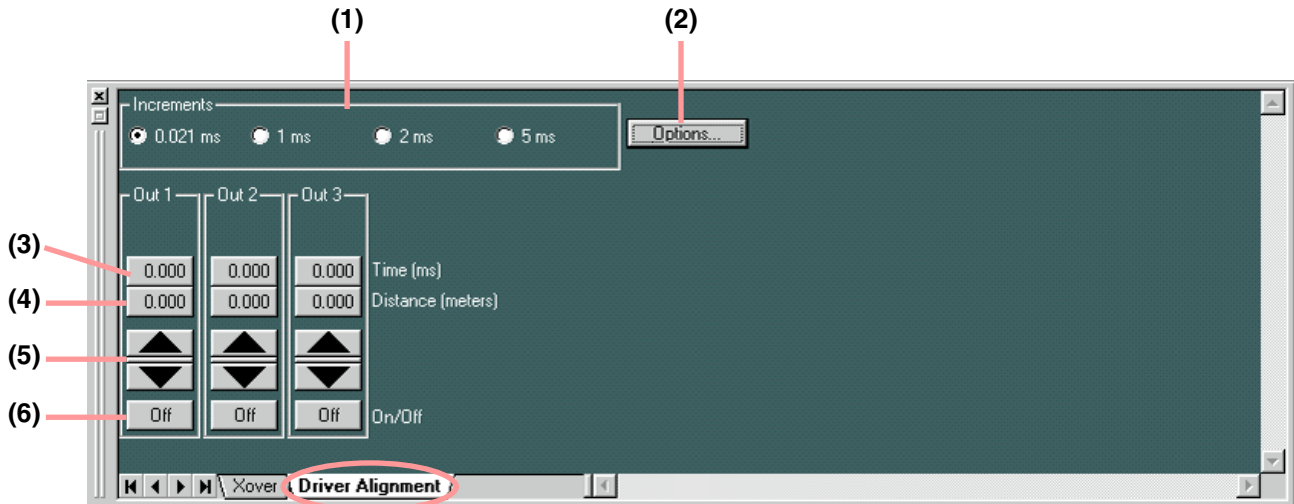 (1) (2)
Increments
0.021 ms 1 ms 2 ms 5 ms Options...
Out 1 Out 2 Out 3
(3) 0.000 0.000 0.000 Time (ms)
(4) 0.000 0.000 0.000 Distance (meters)
(5)
(6) Off Off Off On/Off
Xover Driver Alignment